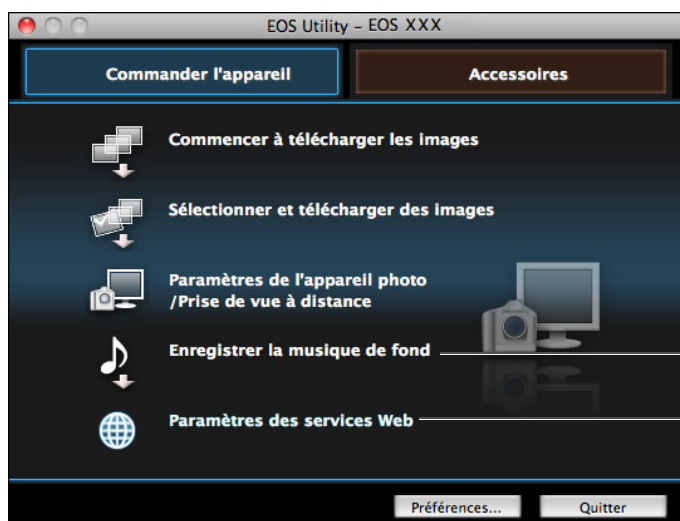 EOS Utility – EOS XXX
Commander l'appareil
Accessoires
Commencer à télécharger les images
Sélectionner et télécharger des images
Paramètres de l'appareil photo
/Prise de vue à distance
Enregistrer la musique de fond
Paramètres des services Web
Préférences...
Quitter